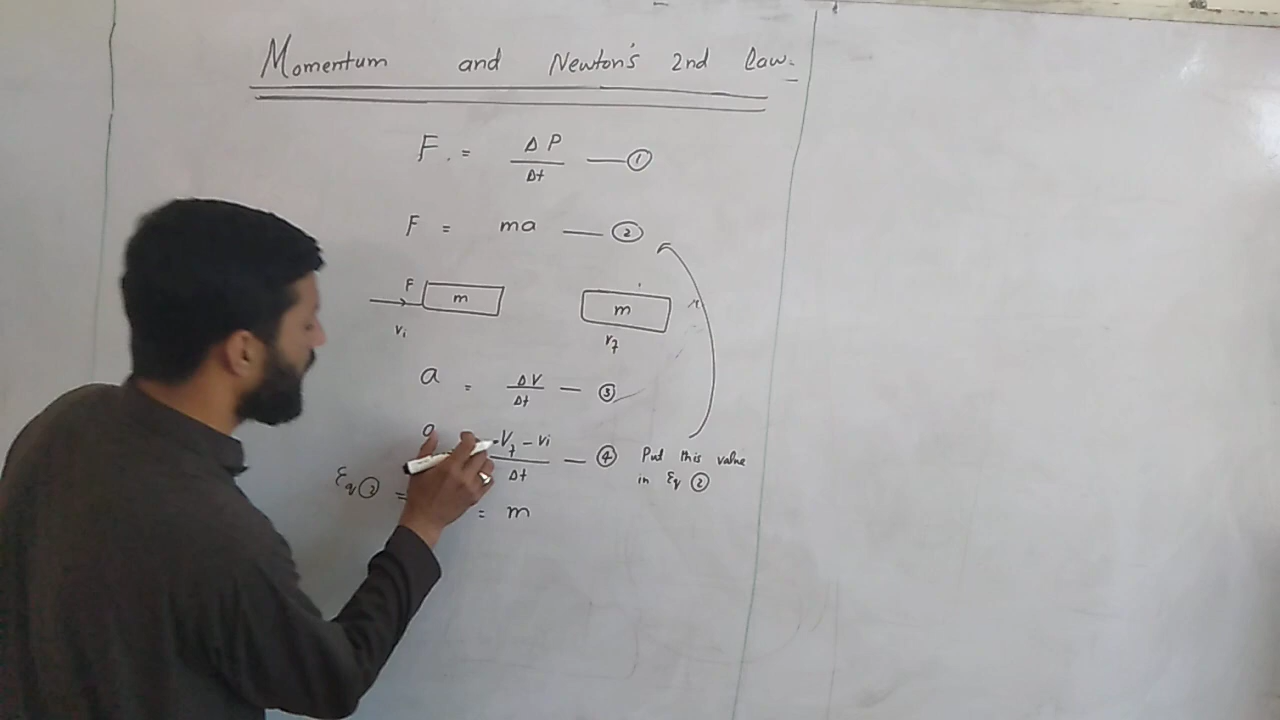 Momentum and Newton's 2nd law.
F = ΔP/Δt — ①
F = ma — ②
F m m
vi vf
a = ΔV/Δt — ③
a Vf - vi/Δt — ④ Put this value
in Eq ②
Eq ② =
= m